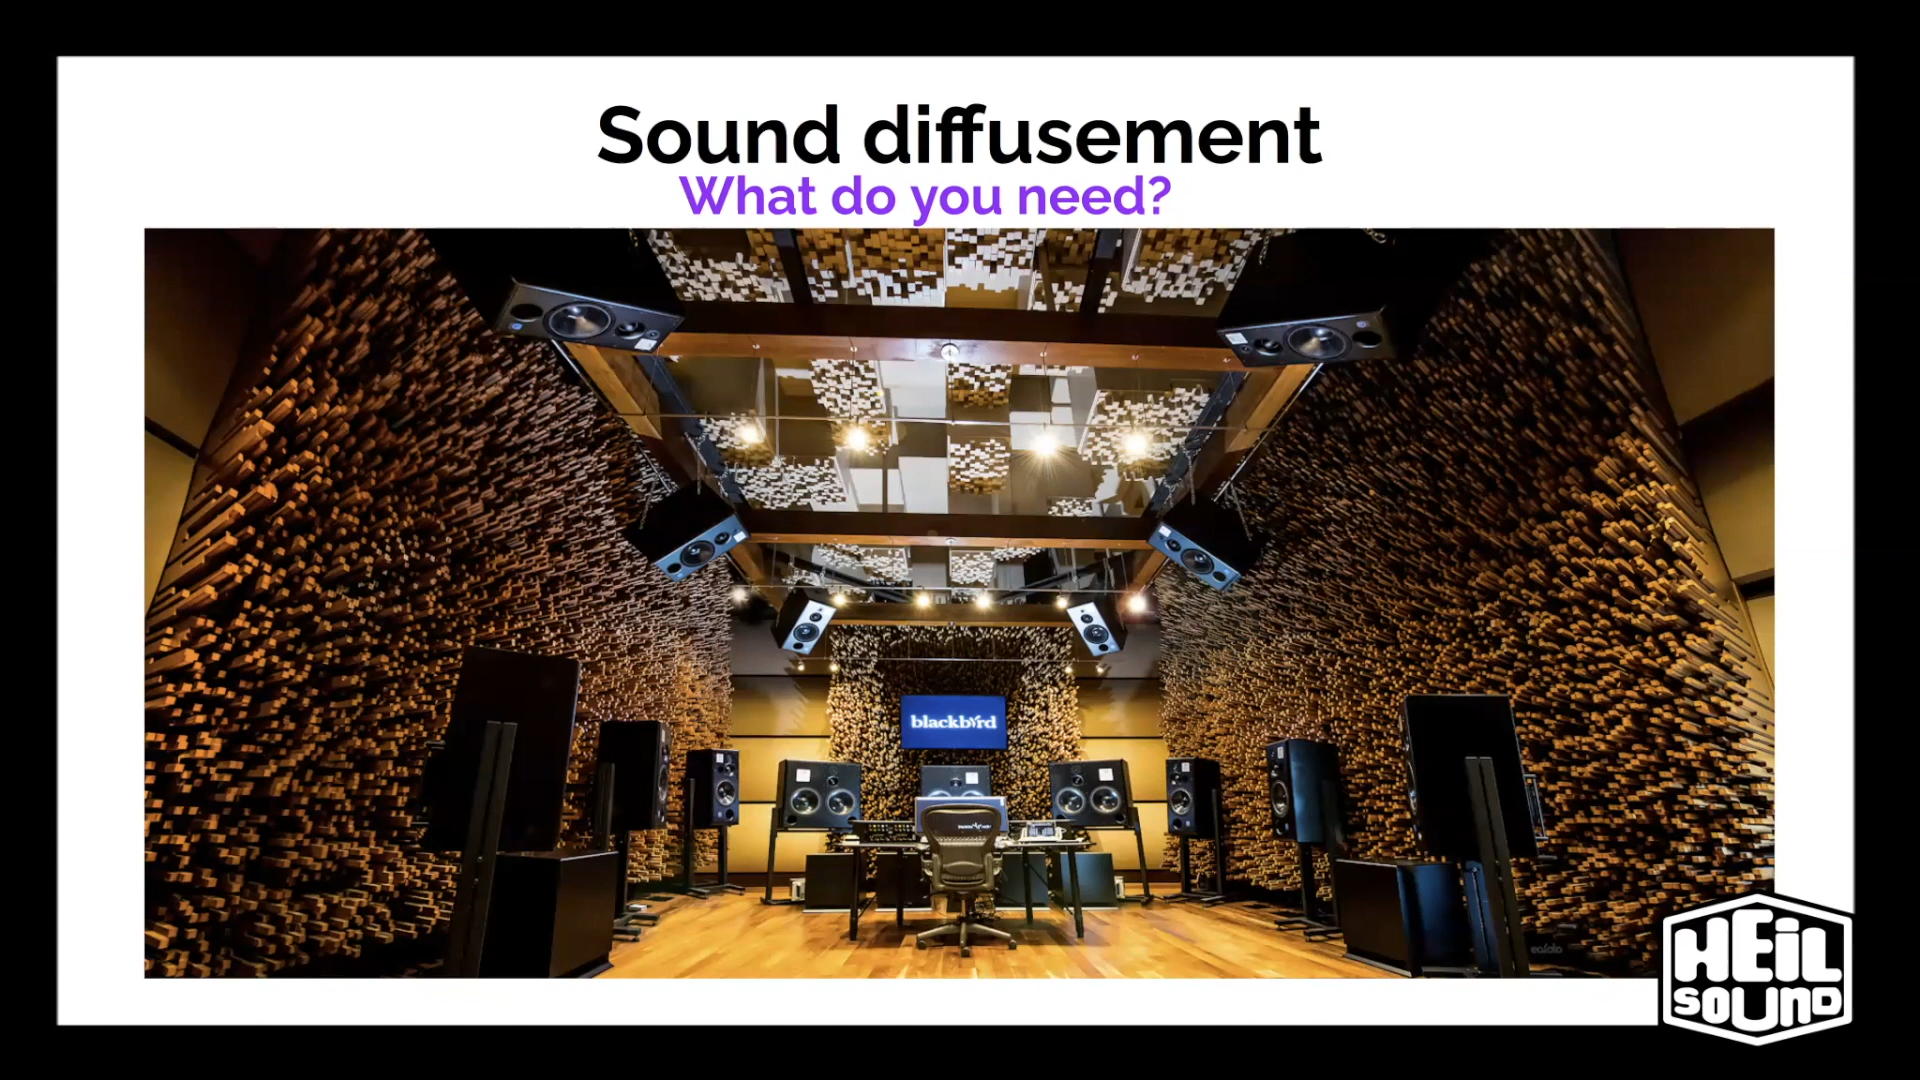 Sound diffusement
What do you need?
blackbird
HEiL
SOUND